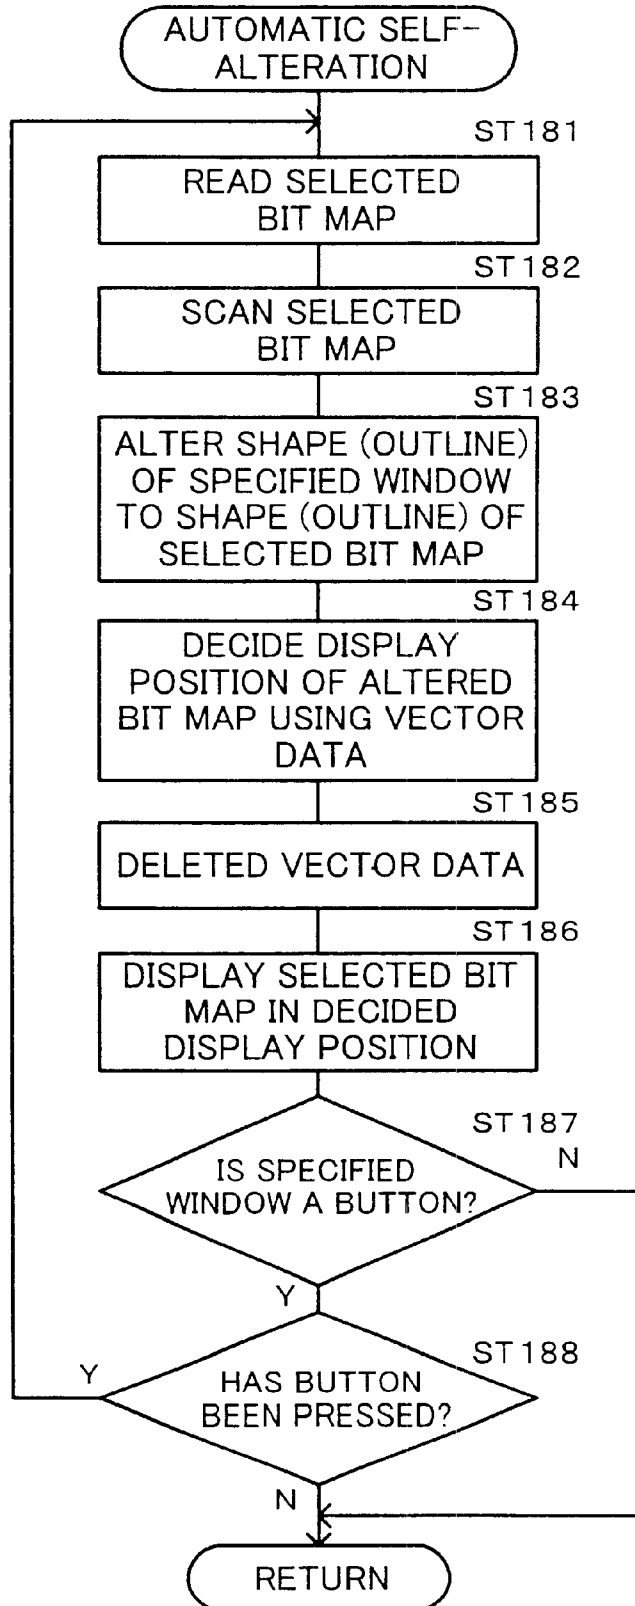 AUTOMATIC SELF-
ALTERATION
ST181
READ SELECTED
BIT MAP
ST182
SCAN SELECTED
BIT MAP
ST183
ALTER SHAPE (OUTLINE)
OF SPECIFIED WINDOW
TO SHAPE (OUTLINE) OF
SELECTED BIT MAP
ST184
DECIDE DISPLAY
POSITION OF ALTERED
BIT MAP USING VECTOR
DATA
ST185
DELETED VECTOR DATA
ST186
DISPLAY SELECTED BIT
MAP IN DECIDED
DISPLAY POSITION
ST187
N
IS SPECIFIED
WINDOW A BUTTON?
Y
ST188
Y
HAS BUTTON
BEEN PRESSED?
N
RETURN